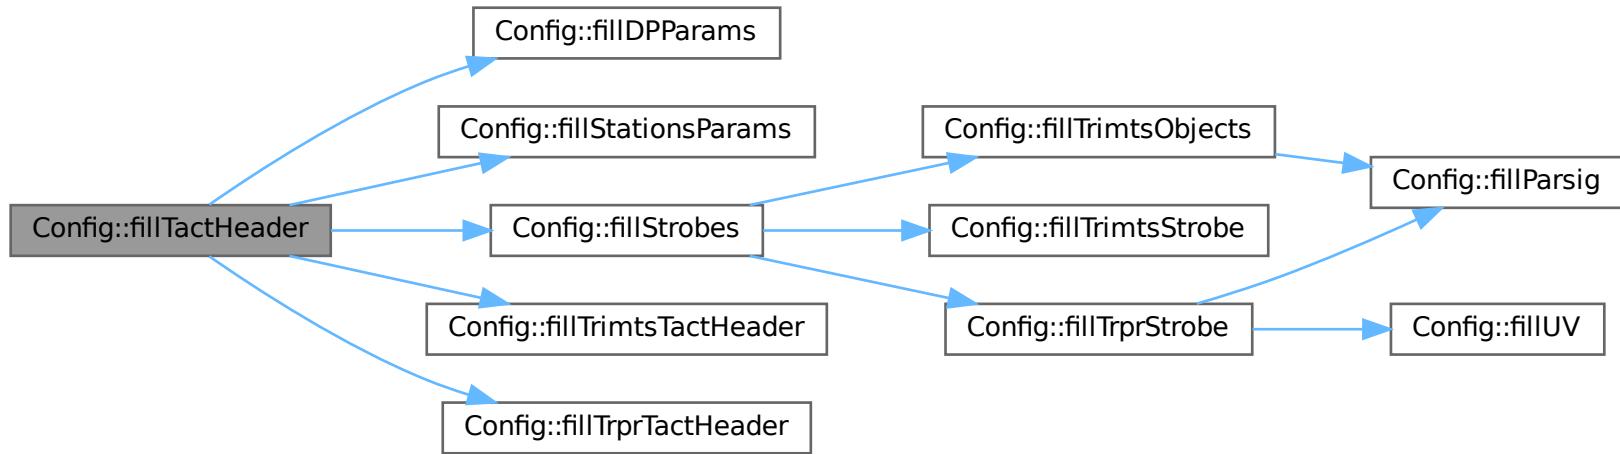 Config::fillDPParams
Config::fillStationsParams
Config::fillTrimtsObjects
Config::fillParsig
Config::fillTactHeader
Config::fillStrobes
Config::fillTrimtsStrobe
Config::fillTrimtsTactHeader
Config::fillTrprStrobe
Config::fillUV
Config::fillTrprTactHeader